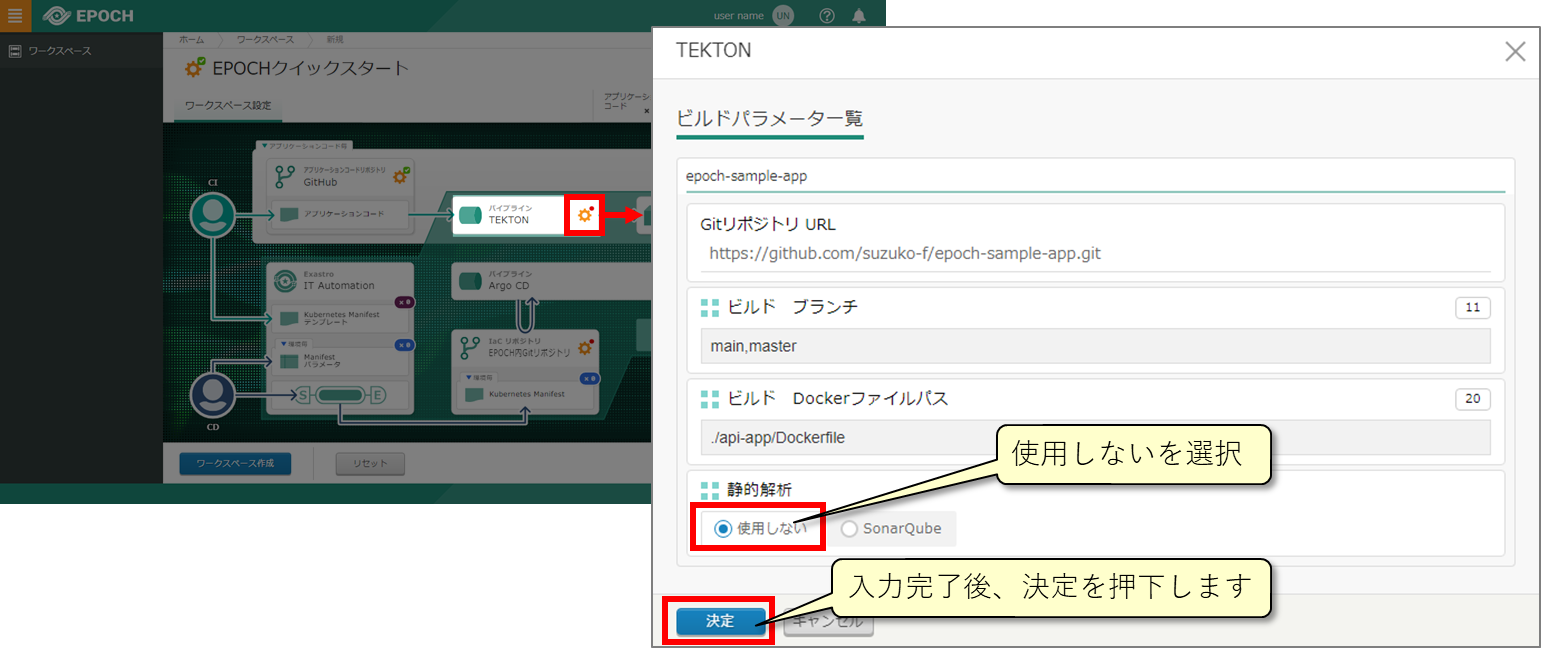 EPOCH
user name UN
ワークスペース
ホーム ワークスペース 新規
EPOCHクイックスタート
ワークスペース設定
アプリケーシ
コード
▼アプリケーションコード毎
アプリケーションコードリポジトリ
GitHub
アプリケーションコード
CI
パイプライン
TEKTON
Exastro
IT Automation
x 0
Kubernetes Manifest
テンプレート
▼環境毎
x 0
Manifest
パラメータ
S E
CD
パイプライン
Argo CD
IaC リポジトリ
EPOCH内Gitリポジトリ
▼環境毎
x 0
Kubernetes Manifest
ワークスペース作成
リセット
TEKTON
ビルドパラメーター覧
epoch-sample-app
Gitリポジトリ URL
https://github.com/suzuko-f/epoch-sample-app.git
ビルド ブランチ
11
main,master
ビルド Dockerファイルパス
20
./api-app/Dockerfile
使用しないを選択
静的解析
使用しない
SonarQube
入力完了後、決定を押下します
決定
キャンセル